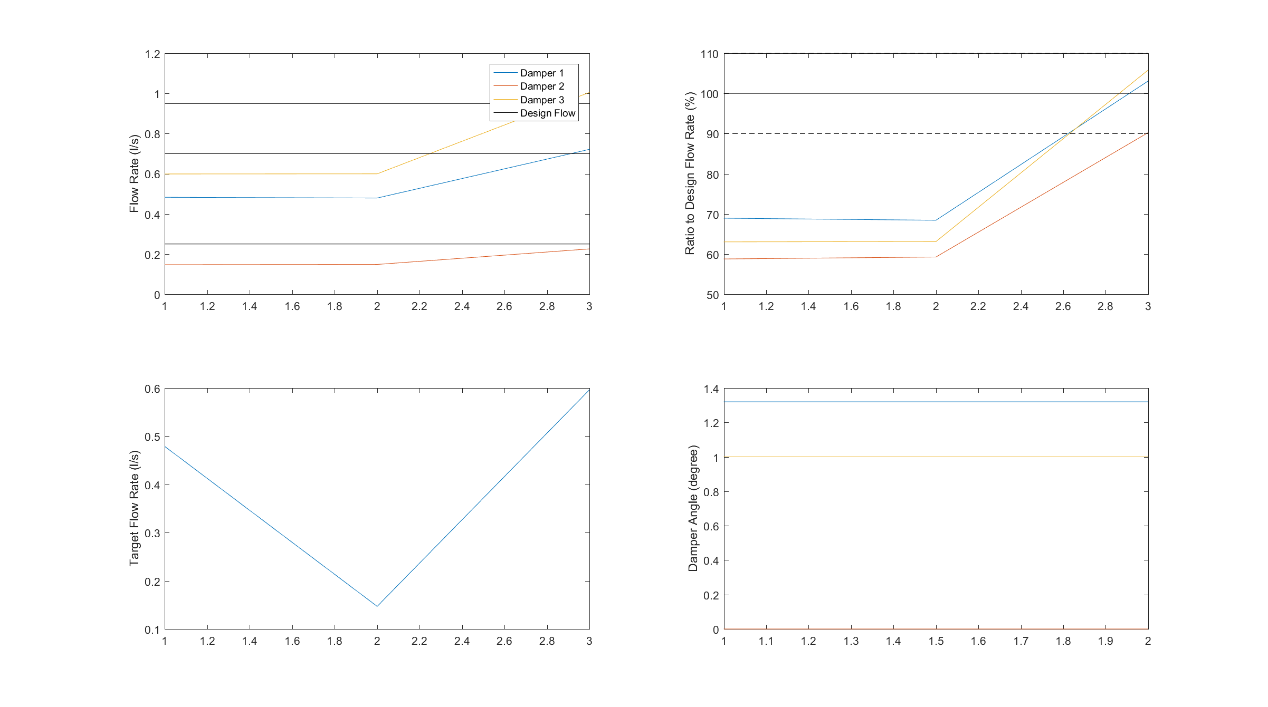 1.2
1
0.8
0.6
0.4
0.2
0
Flow Rate (l/s)
Damper 1
Damper 2
Damper 3
Design Flow
1 1.2 1.4 1.6 1.8 2 2.2 2.4 2.6 2.8 3
110
100
90
80
70
60
50
Ratio to Design Flow Rate (%)
1 1.2 1.4 1.6 1.8 2 2.2 2.4 2.6 2.8 3
0.6
0.5
0.4
0.3
0.2
0.1
Target Flow Rate (l/s)
1 1.2 1.4 1.6 1.8 2 2.2 2.4 2.6 2.8 3
1.4
1.2
1
0.8
0.6
0.4
0.2
0
Damper Angle (degree)
1 1.1 1.2 1.3 1.4 1.5 1.6 1.7 1.8 1.9 2